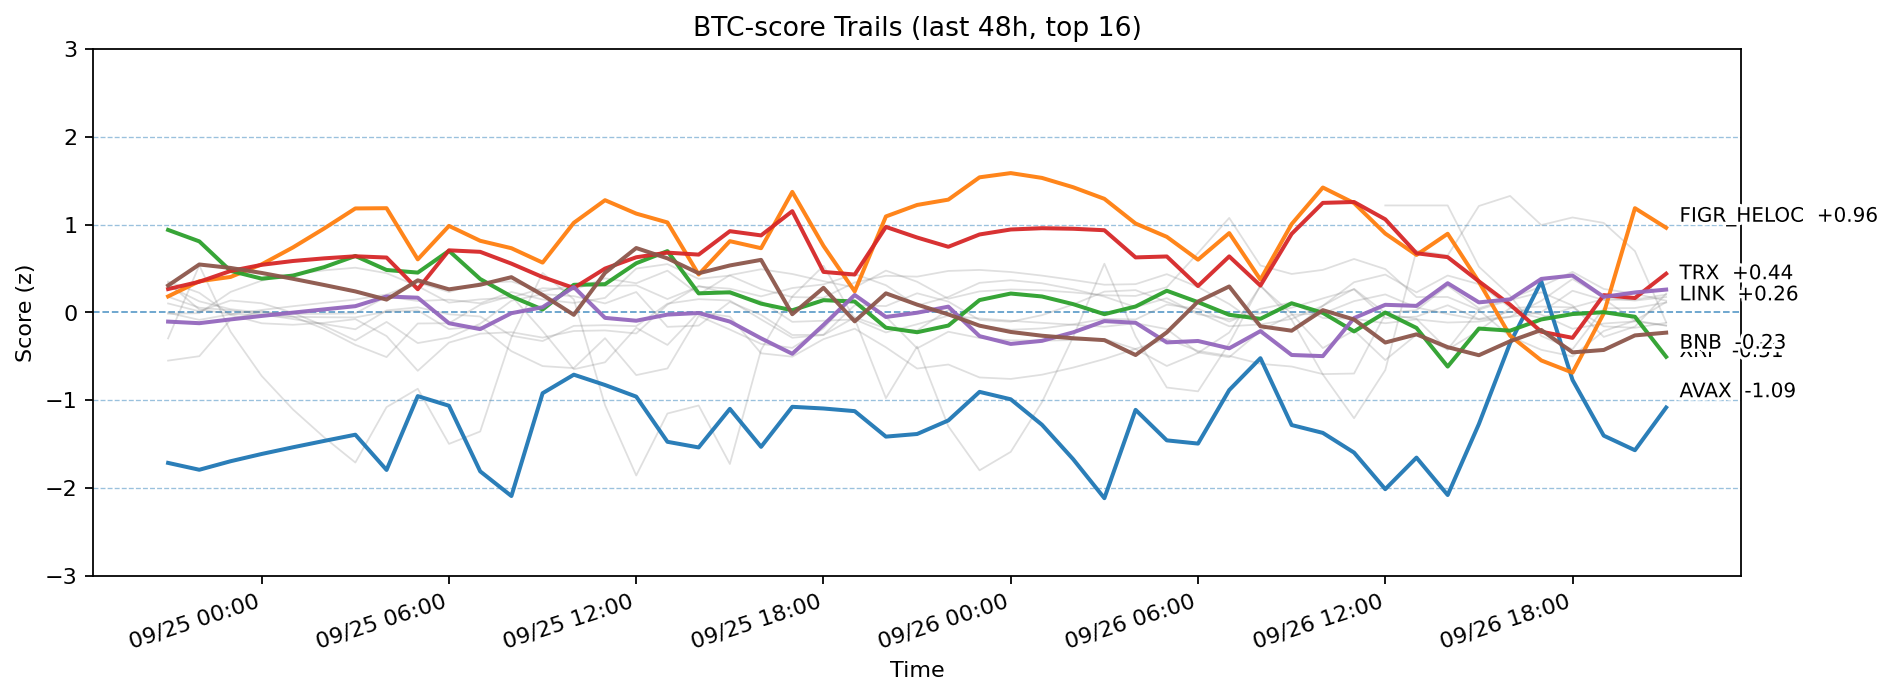 BTC-score Trails (last 48h, top 16)
Score (z)
3
2
1
0
−1
−2
−3
FIGR_HELOC +0.96
TRX +0.44
LINK +0.26
BNB -0.23
XRP -0.51
AVAX -1.09
09/25 00:00
09/25 06:00
09/25 12:00
09/25 18:00
09/26 00:00
09/26 06:00
09/26 12:00
09/26 18:00
Time